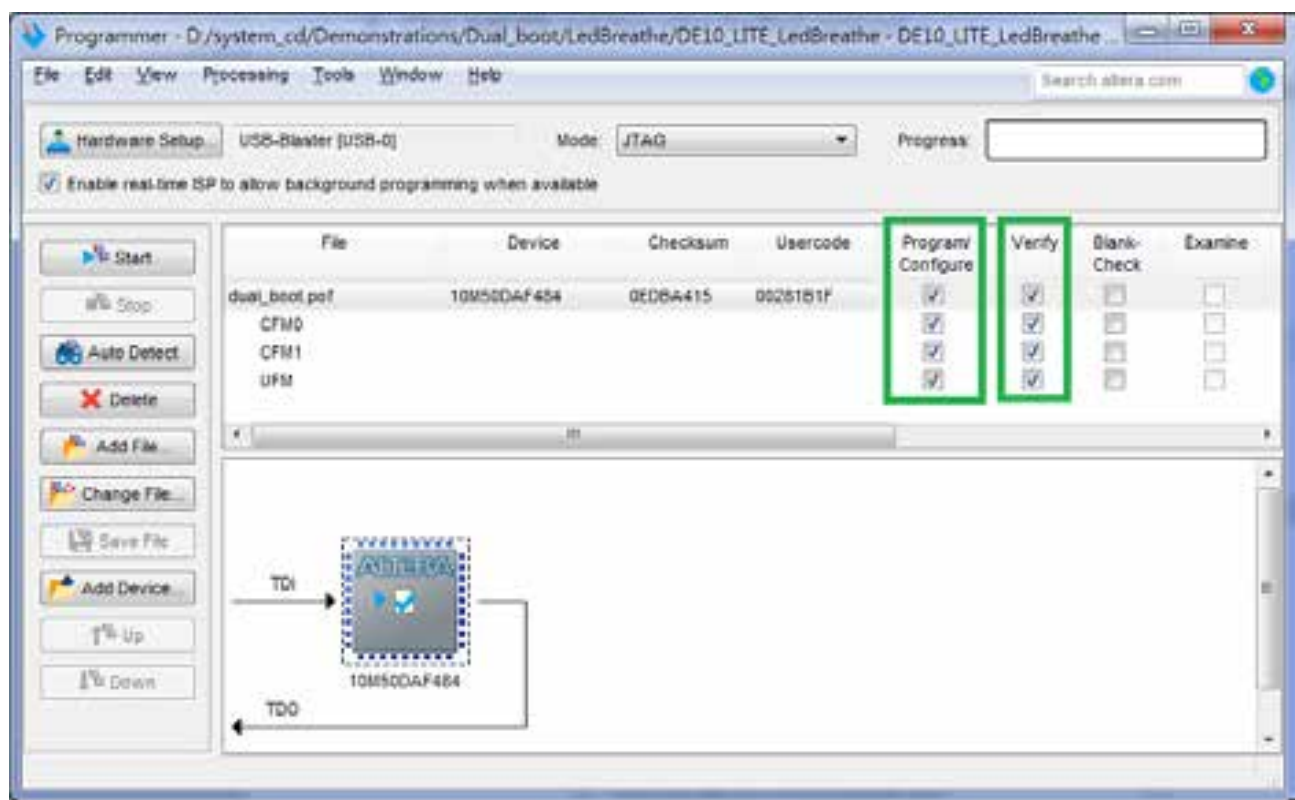 Programmer - D:/system_cd/Demonstrations/Dual_boot/LedBreathe/DE10_LITE_LedBreathe - DE10_LITE_LedBreathe ...
File Edit View Processing Tools Window Help
Search altera.com
Hardware Setup... USB-Blaster [USB-0] Mode: JTAG Progress:
Enable real-time ISP to allow background programming when available
Start
Stop
Auto Detect
Delete
Add File...
Change File...
Save File
Add Device...
Up
Down
File Device Checksum Usercode Program/ Verify Blank- Examine
Configure Check
dual_boot.pof 10M50DAF484 0EDBA415 00281B1F
CFM0
CFM1
UFM
ALTERA
TDI
10M50DAF484
TDO